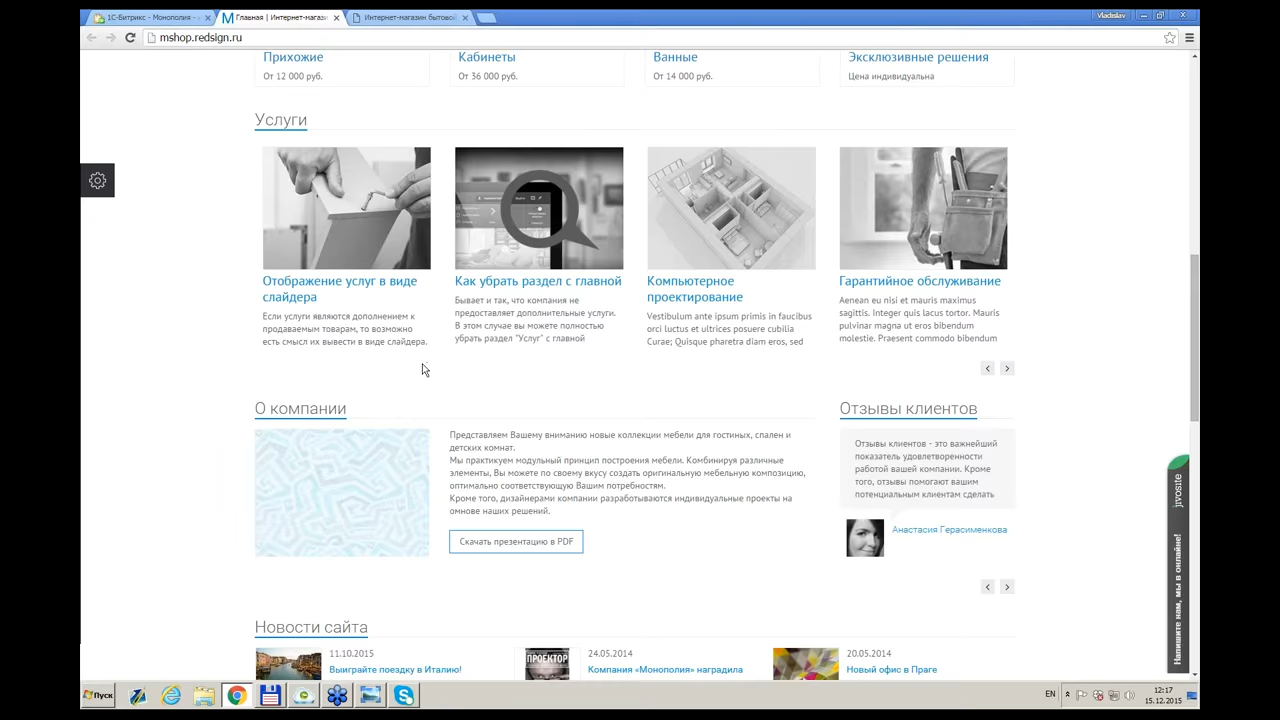 1С-Битрикс - Монополия -
Главная | Интернет-магази
Интернет-магазин бытовой
Vladislav
mshop.redsign.ru
Прихожие
Кабинеты
Ванные
Эксклюзивные решения
От 12 000 руб.
От 36 000 руб.
От 14 000 руб.
Цена индивидуальна
Услуги
Отображение услуг в виде
слайдера
Если услуги являются дополнением к
продаваемым товарам, то возможно
есть смысл их вывести в виде слайдера.
Как убрать раздел с главной
Бывает и так, что компания не
предоставляет дополнительные услуги.
В этом случае вы можете полностью
убрать раздел "Услуг" с главной
Компьютерное
проектирование
Vestibulum ante ipsum primis in faucibus
orci luctus et ultrices posuere cubilia
Curae; Quisque pharetra diam eros, sed
Гарантийное обслуживание
Aenean eu nisi et mauris maximus
sagittis. Integer quis lacus tortor. Mauris
pulvinar magna ut eros bibendum
molestie. Praesent commodo bibendum
О компании
Представляем Вашему вниманию новые коллекции мебели для гостиных, спален и
детских комнат.
Мы практикуем модульный принцип построения мебели. Комбинируя различные
элементы, Вы можете по своему вкусу создать оригинальную мебельную композицию,
оптимально соответствующую Вашим потребностям.
Кроме того, дизайнерами компании разрабатываются индивидуальные проекты на
омнове наших решений.
Скачать презентацию в PDF
Отзывы клиентов
Отзывы клиентов - это важнейший
показатель удовлетворенности
работой вашей компании. Кроме
того, отзывы помогают вашим
потенциальным клиентам сделать
Анастасия Герасименкова
jivosite
Напишите нам, мы в онлайне!
Новости сайта
11.10.2015
Выиграйте поездку в Италию!
ПРОЕКТОР
24.05.2014
Компания «Монополия» наградила
20.05.2014
Новый офис в Праге
Пуск
EN
12:17
15.12.2015